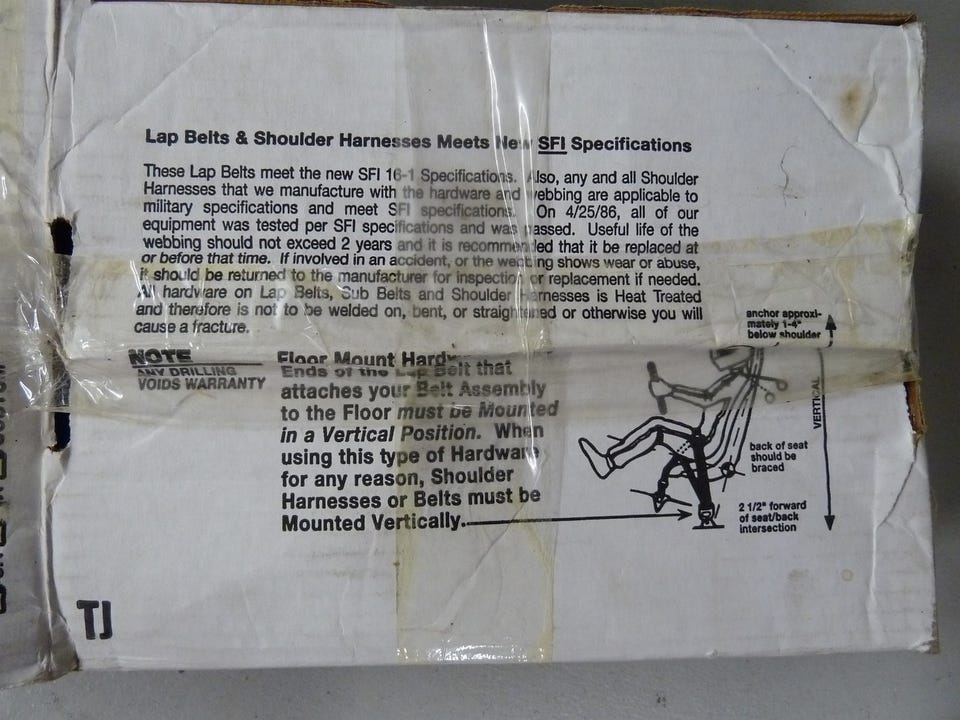 Lap Belts & Shoulder Harnesses Meets New SFI Specifications
These Lap Belts meet the new SFI 16-1 Specifications. Also, any and all Shoulder
Harnesses that we manufacture with the hardware and webbing are applicable to
military specifications and meet SFI specifications. On 4/25/86, all of our
equipment was tested per SFI specifications and was passed. Useful life of the
webbing should not exceed 2 years and it is recommended that it be replaced at
or before that time. If involved in an accident, or the webbing shows wear or abuse,
it should be returned to the manufacturer for inspection or replacement if needed.
All hardware on Lap Belts, Sub Belts and Shoulder Harnesses is Heat Treated
and therefore is not to be welded on, bent, or straightened or otherwise you will
cause a fracture.
NOTE
ANY DRILLING
VOIDS WARRANTY
Floor Mount
Ends of the Lap Belt that
attaches your Belt Assembly
to the Floor must be Mounted
in a Vertical Position. When
using this type of Hardware
for any reason, Shoulder
Harnesses or Belts must be
Mounted Vertically.
anchor approxi-
mately 1-4"
below shoulder
VERTICAL
back of seat
should be
braced
2 1/2" forward
of seat/back
intersection
TJ